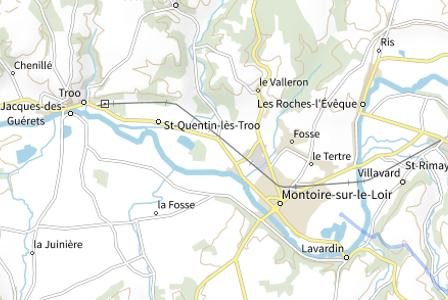 Ris
Chenillé
le Valleron
Troo
Les Roches-l'Évêque
Jacques-des-
Guérets
St-Quentin-lès-Troo
Fosse
le Tertre
St-Rimay
Villavard
Montoire-sur-le-Loir
la Fosse
la Juinière
Lavardin